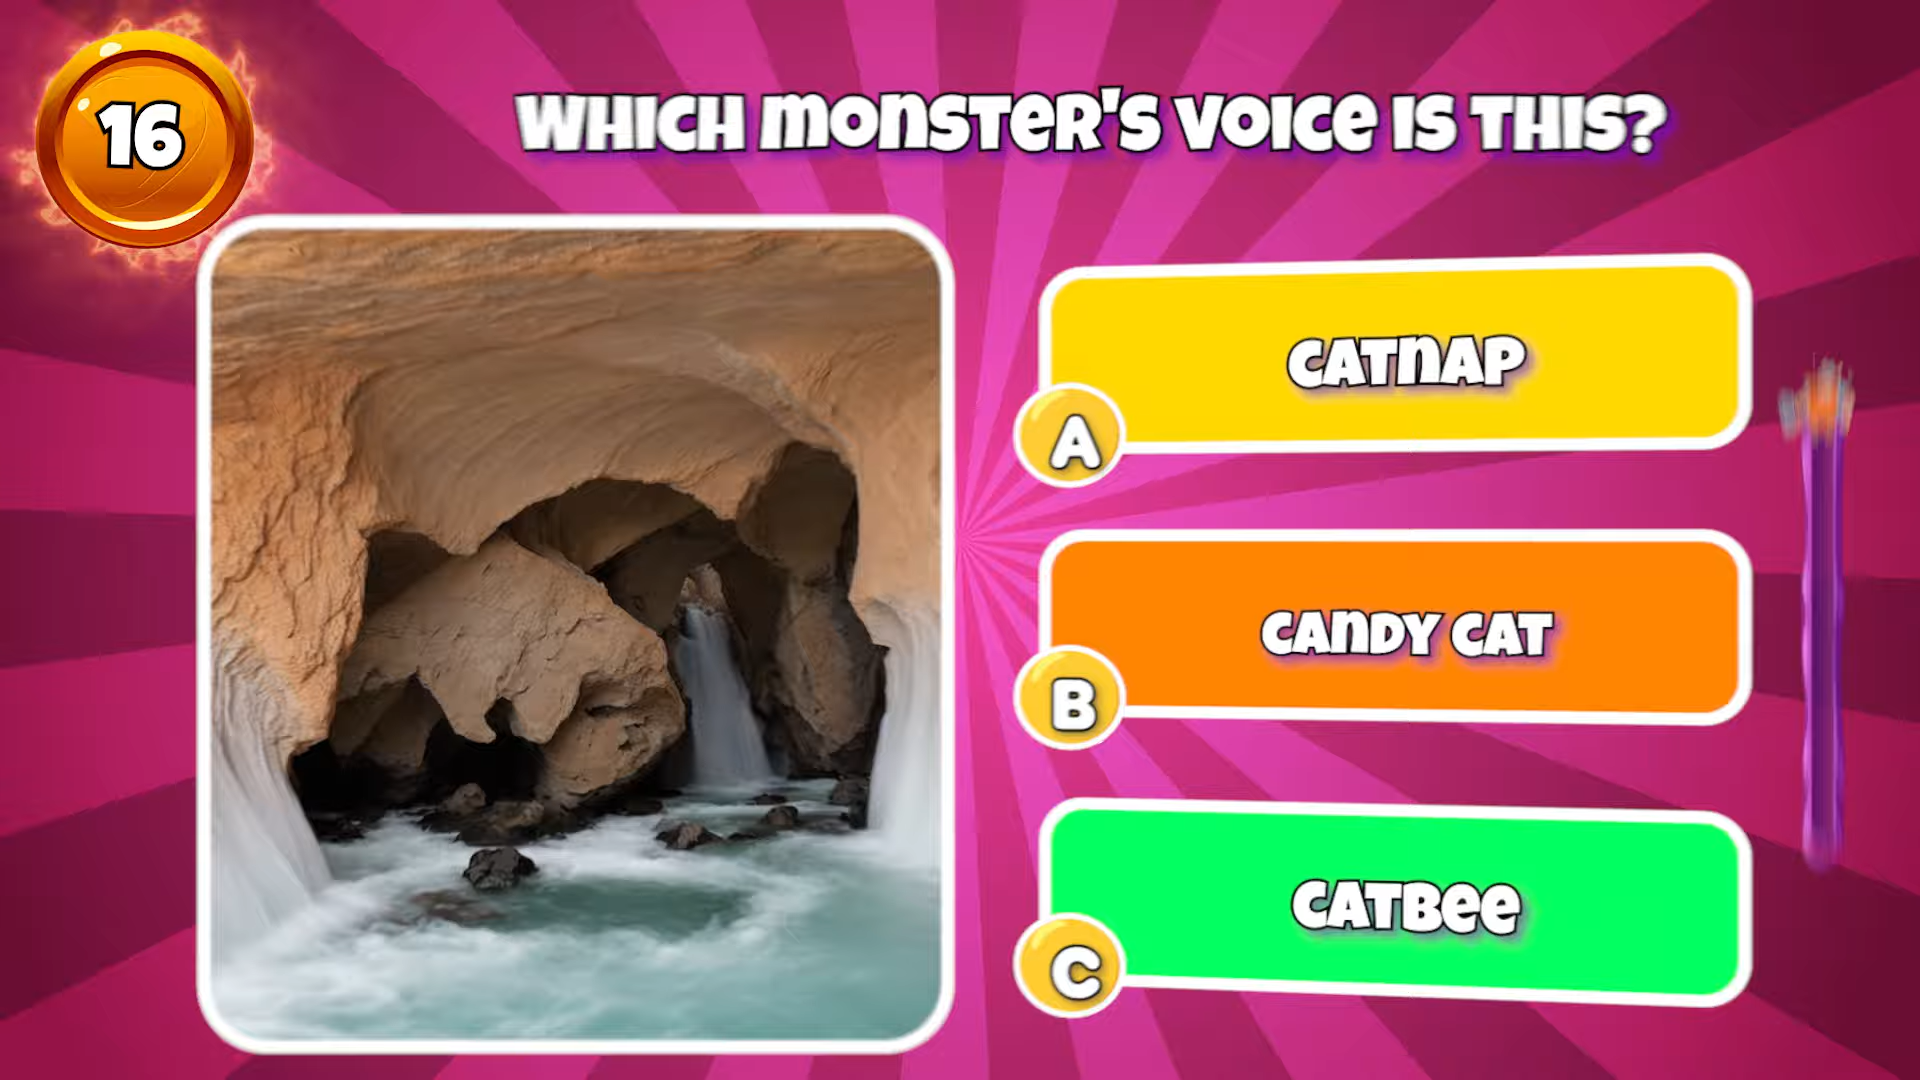 16
WHICH MONSTER'S VOICE IS THIS?
CATNAP
A
CANDY CAT
B
CATBEE
C